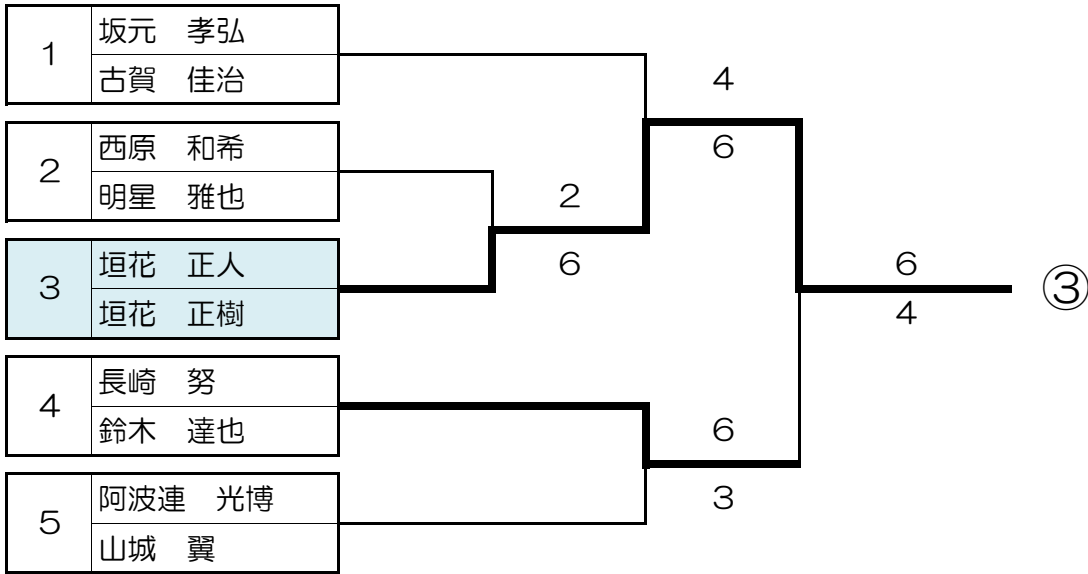 1
坂元　孝弘
古賀　佳治
2
西原　和希
明星　雅也
3
垣花　正人
垣花　正樹
4
長崎　努
鈴木　達也
5
阿波連　光博
山城　翼
2
6
4
6
6
3
6
4
③